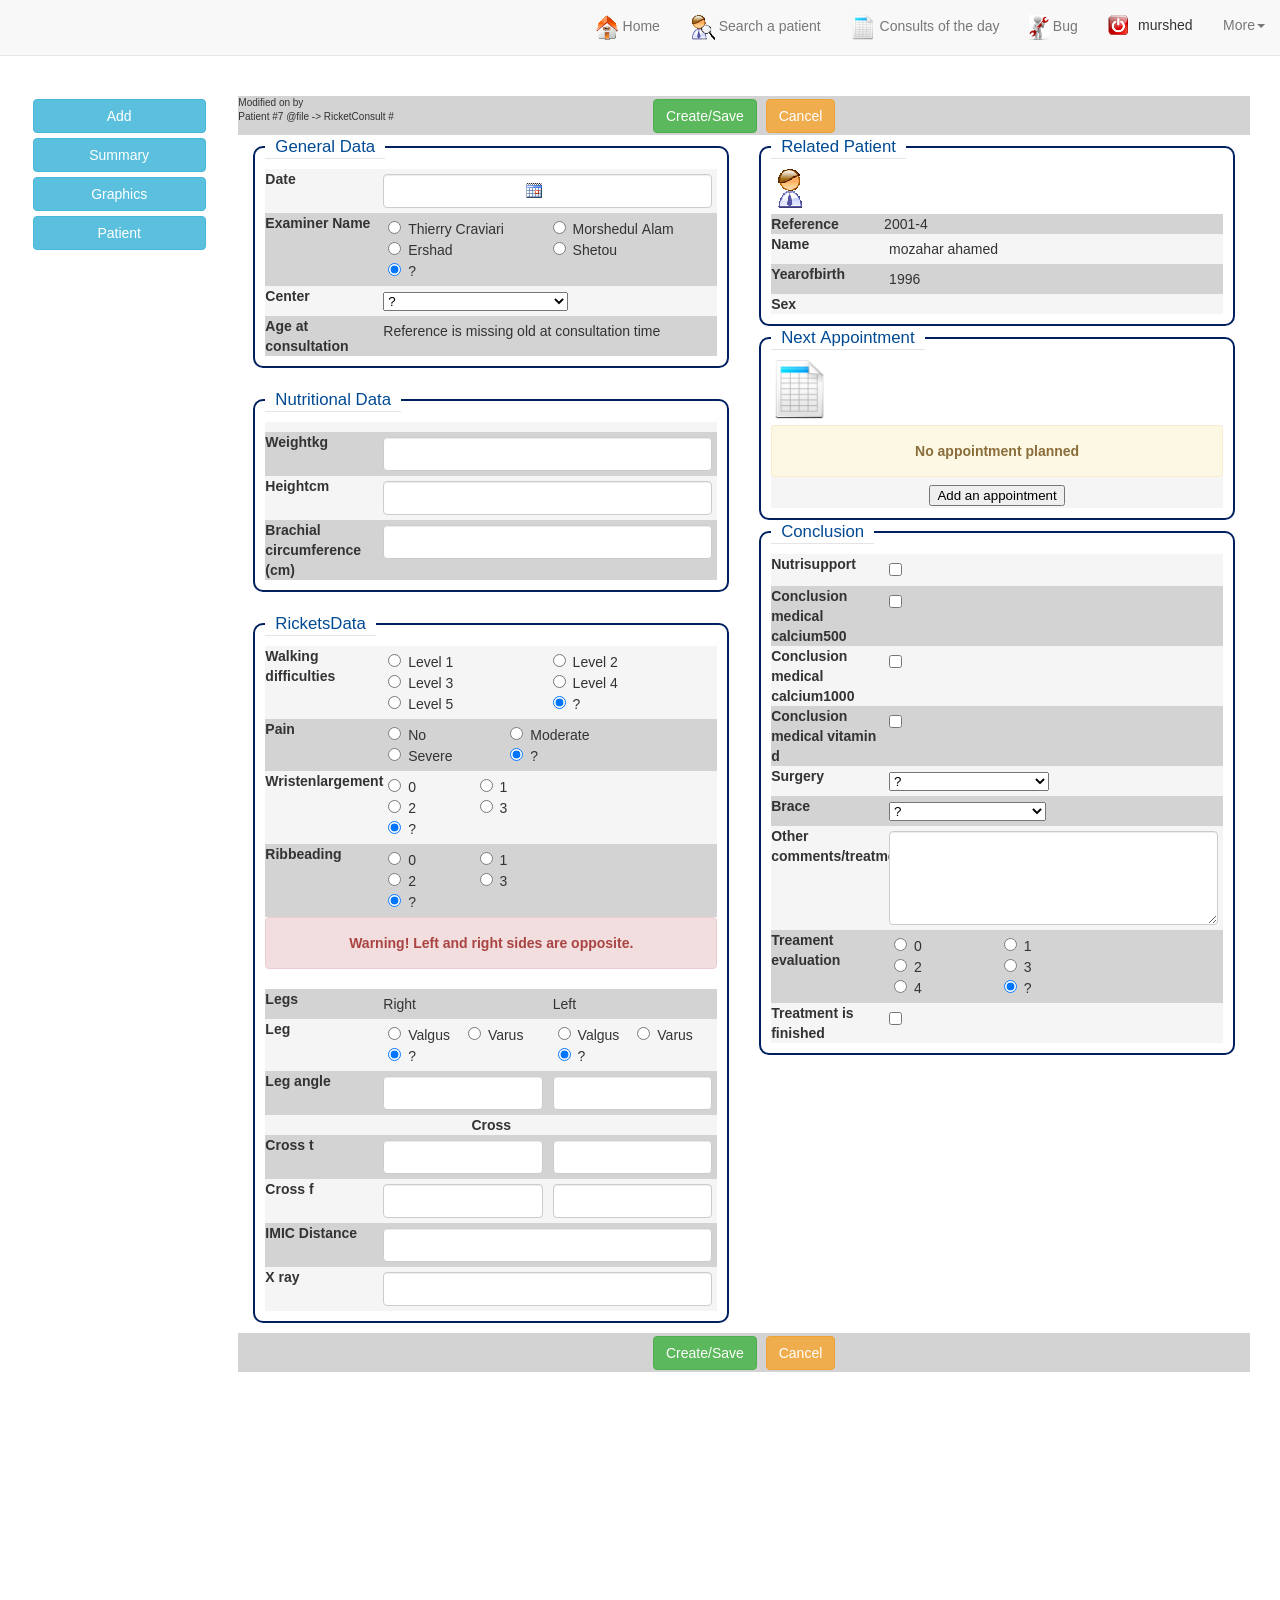 Home
Search a patient
Consults of the day
Bug
murshed
More
Add
Summary
Graphics
Patient
Modified on by
Patient #7 @file -> RicketConsult #
Create/Save
Cancel
General Data
Date
Examiner Name
Thierry Craviari
Morshedul Alam
Ershad
Shetou
?
Center
?
Age at
consultation
Reference is missing old at consultation time
Nutritional Data
Weightkg
Heightcm
Brachial
circumference
(cm)
RicketsData
Walking
difficulties
Level 1
Level 2
Level 3
Level 4
Level 5
?
Pain
No
Moderate
Severe
?
Wristenlargement
0
1
2
3
?
Ribbeading
0
1
2
3
?
Warning! Left and right sides are opposite.
Legs
Right
Left
Leg
Valgus
Varus
Valgus
Varus
?
?
Leg angle
Cross
Cross t
Cross f
IMIC Distance
X ray
Related Patient
Reference
2001-4
Name
mozahar ahamed
Yearofbirth
1996
Sex
Next Appointment
No appointment planned
Add an appointment
Conclusion
Nutrisupport
Conclusion
medical
calcium500
Conclusion
medical
calcium1000
Conclusion
medical vitamin
d
Surgery
?
Brace
?
Other
comments/treatme
Treament
evaluation
0
1
2
3
4
?
Treatment is
finished
Create/Save
Cancel